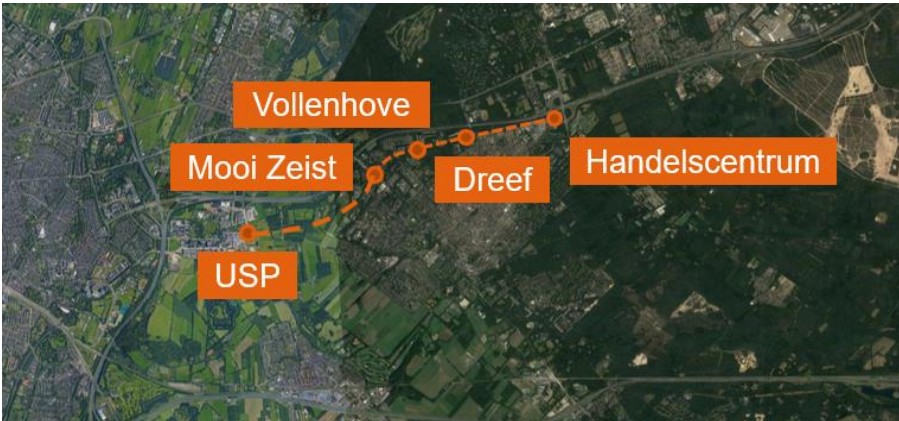 Vollenhove
Mooi Zeist
Dreef
Handelscentrum
USP